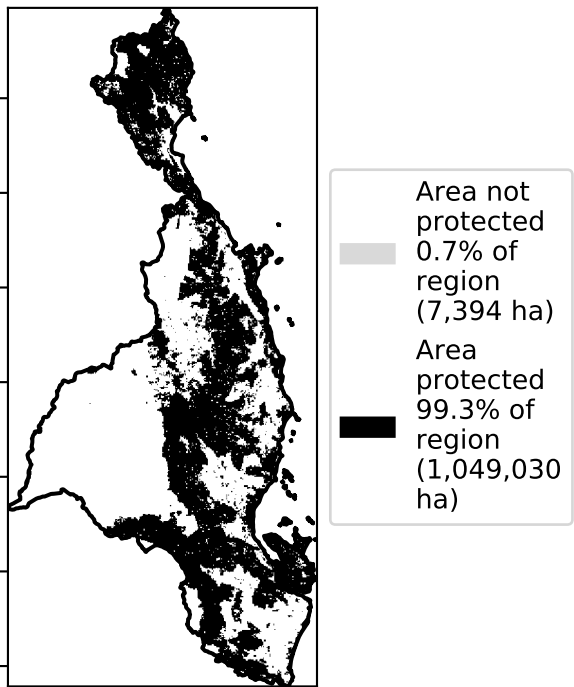 Area not
protected
0.7% of
region
(7,394 ha)
Area
protected
99.3% of
region
(1,049,030
ha)